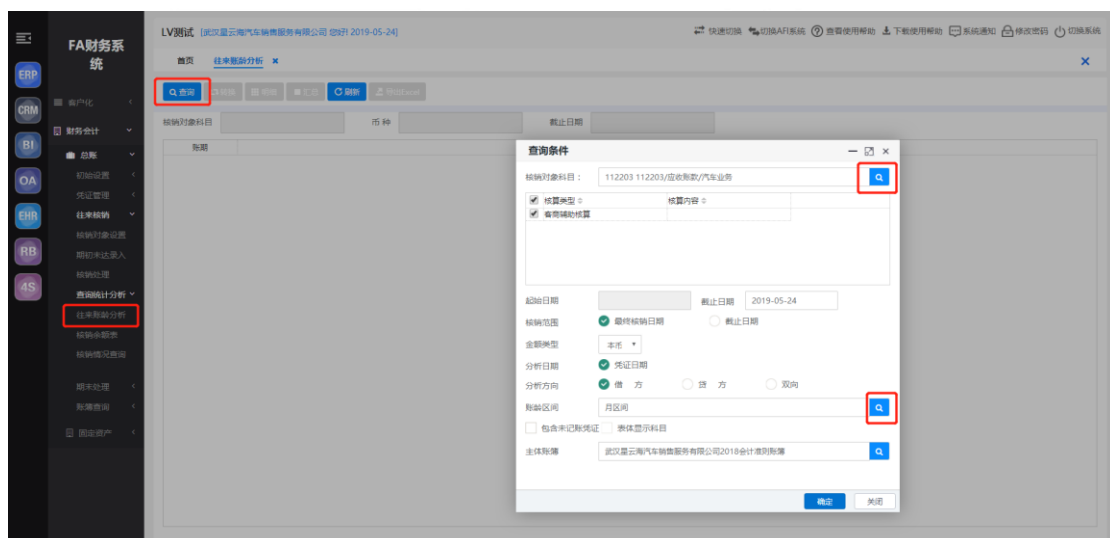 LV测试 [武汉星云海汽车销售服务有限公司 您好! 2019-05-24]
快速切换 切换AFI系统 查看使用帮助 下载使用帮助 系统通知 修改密码 切换系统
FA财务系统
ERP
CRM
BI
OA
EHR
RB
4S
客户化
财务会计
总账
初始设置
凭证管理
往来核销
核销对象设置
期初未达录入
核销处理
查询统计分析
往来账龄分析
核销余额表
核销情况查询
期末处理
账簿查询
固定资产
首页 往来账龄分析 ×
查询 明细 汇总 刷新 导出Excel
核销对象科目 币种 截止日期
账期
查询条件
核销对象科目： 112203 112203/应收账款/汽车业务
核算类型 核算内容
客商辅助核算
起始日期 截止日期 2019-05-24
核销范围 最终核销日期 截止日期
金额类型 本币
分析日期 凭证日期
分析方向 借 方 贷 方 双向
账龄区间 月区间
包含未记账凭证 表体显示科目
主体账簿 武汉星云海汽车销售服务有限公司2018会计准则账簿
确定 关闭